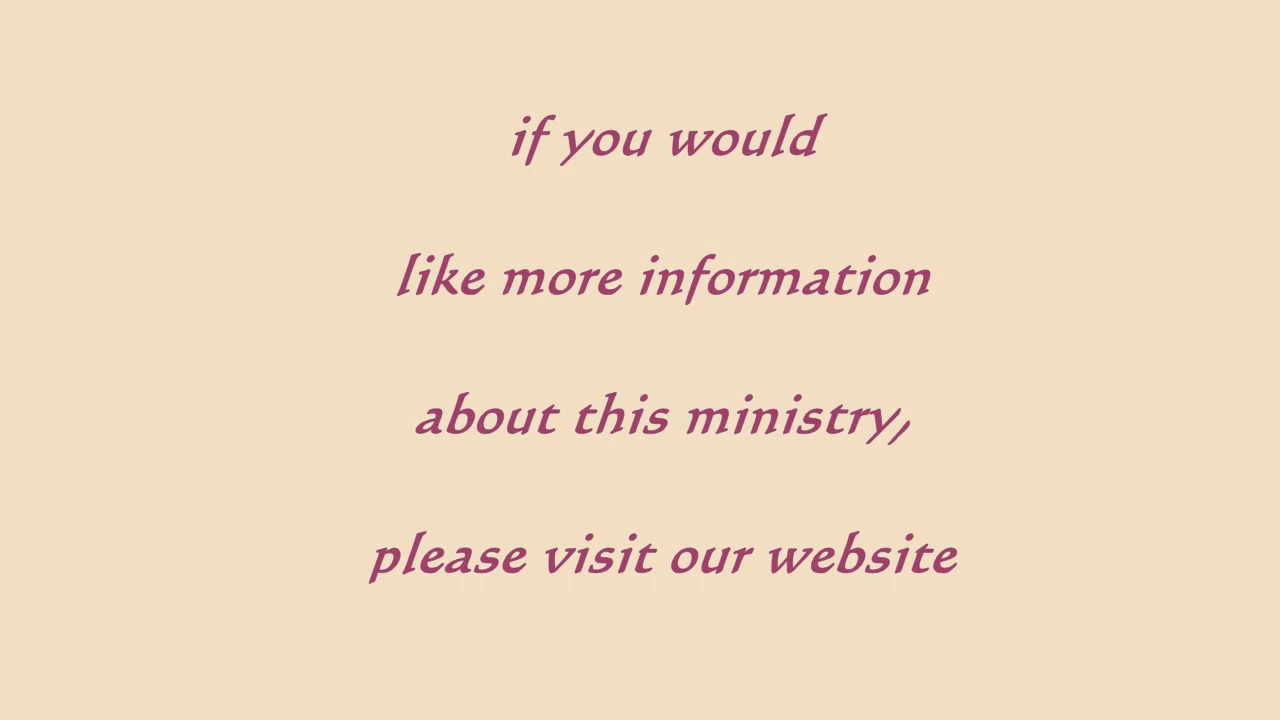 if you would
like more information
about this ministry,
please visit our website